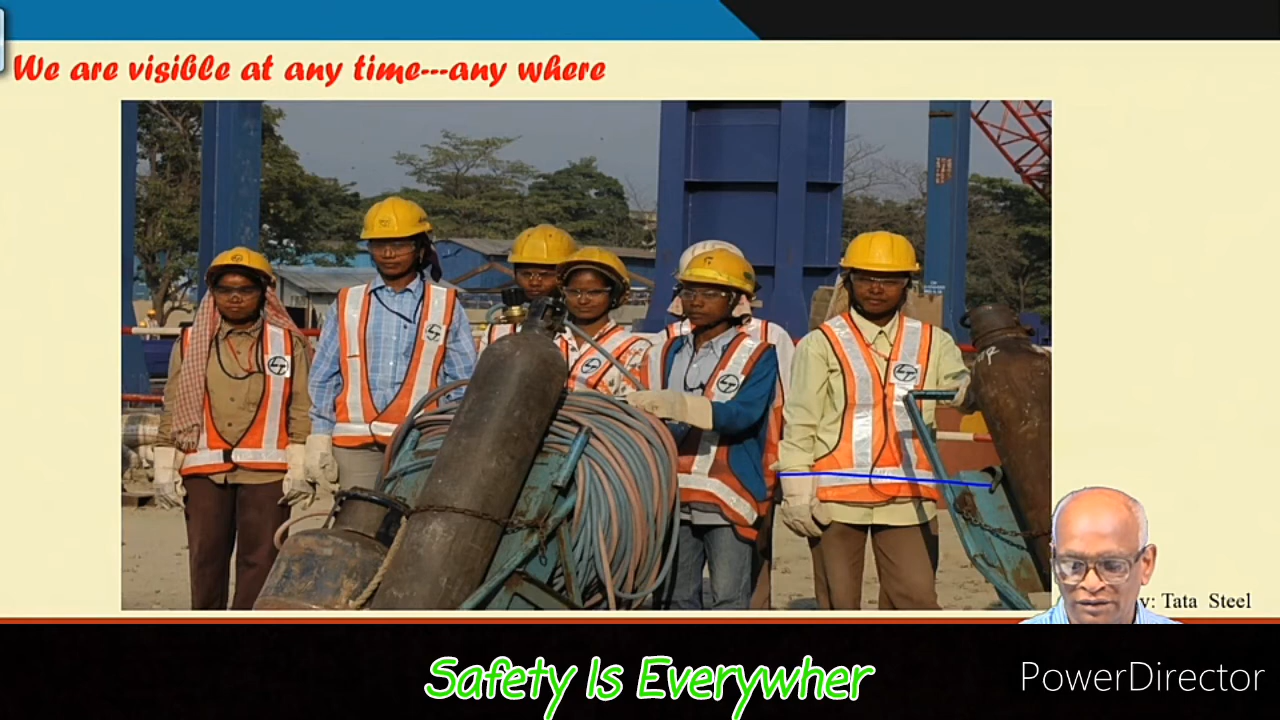 We are visible at any time---any where
v: Tata Steel
Safety Is Everywher
PowerDirector